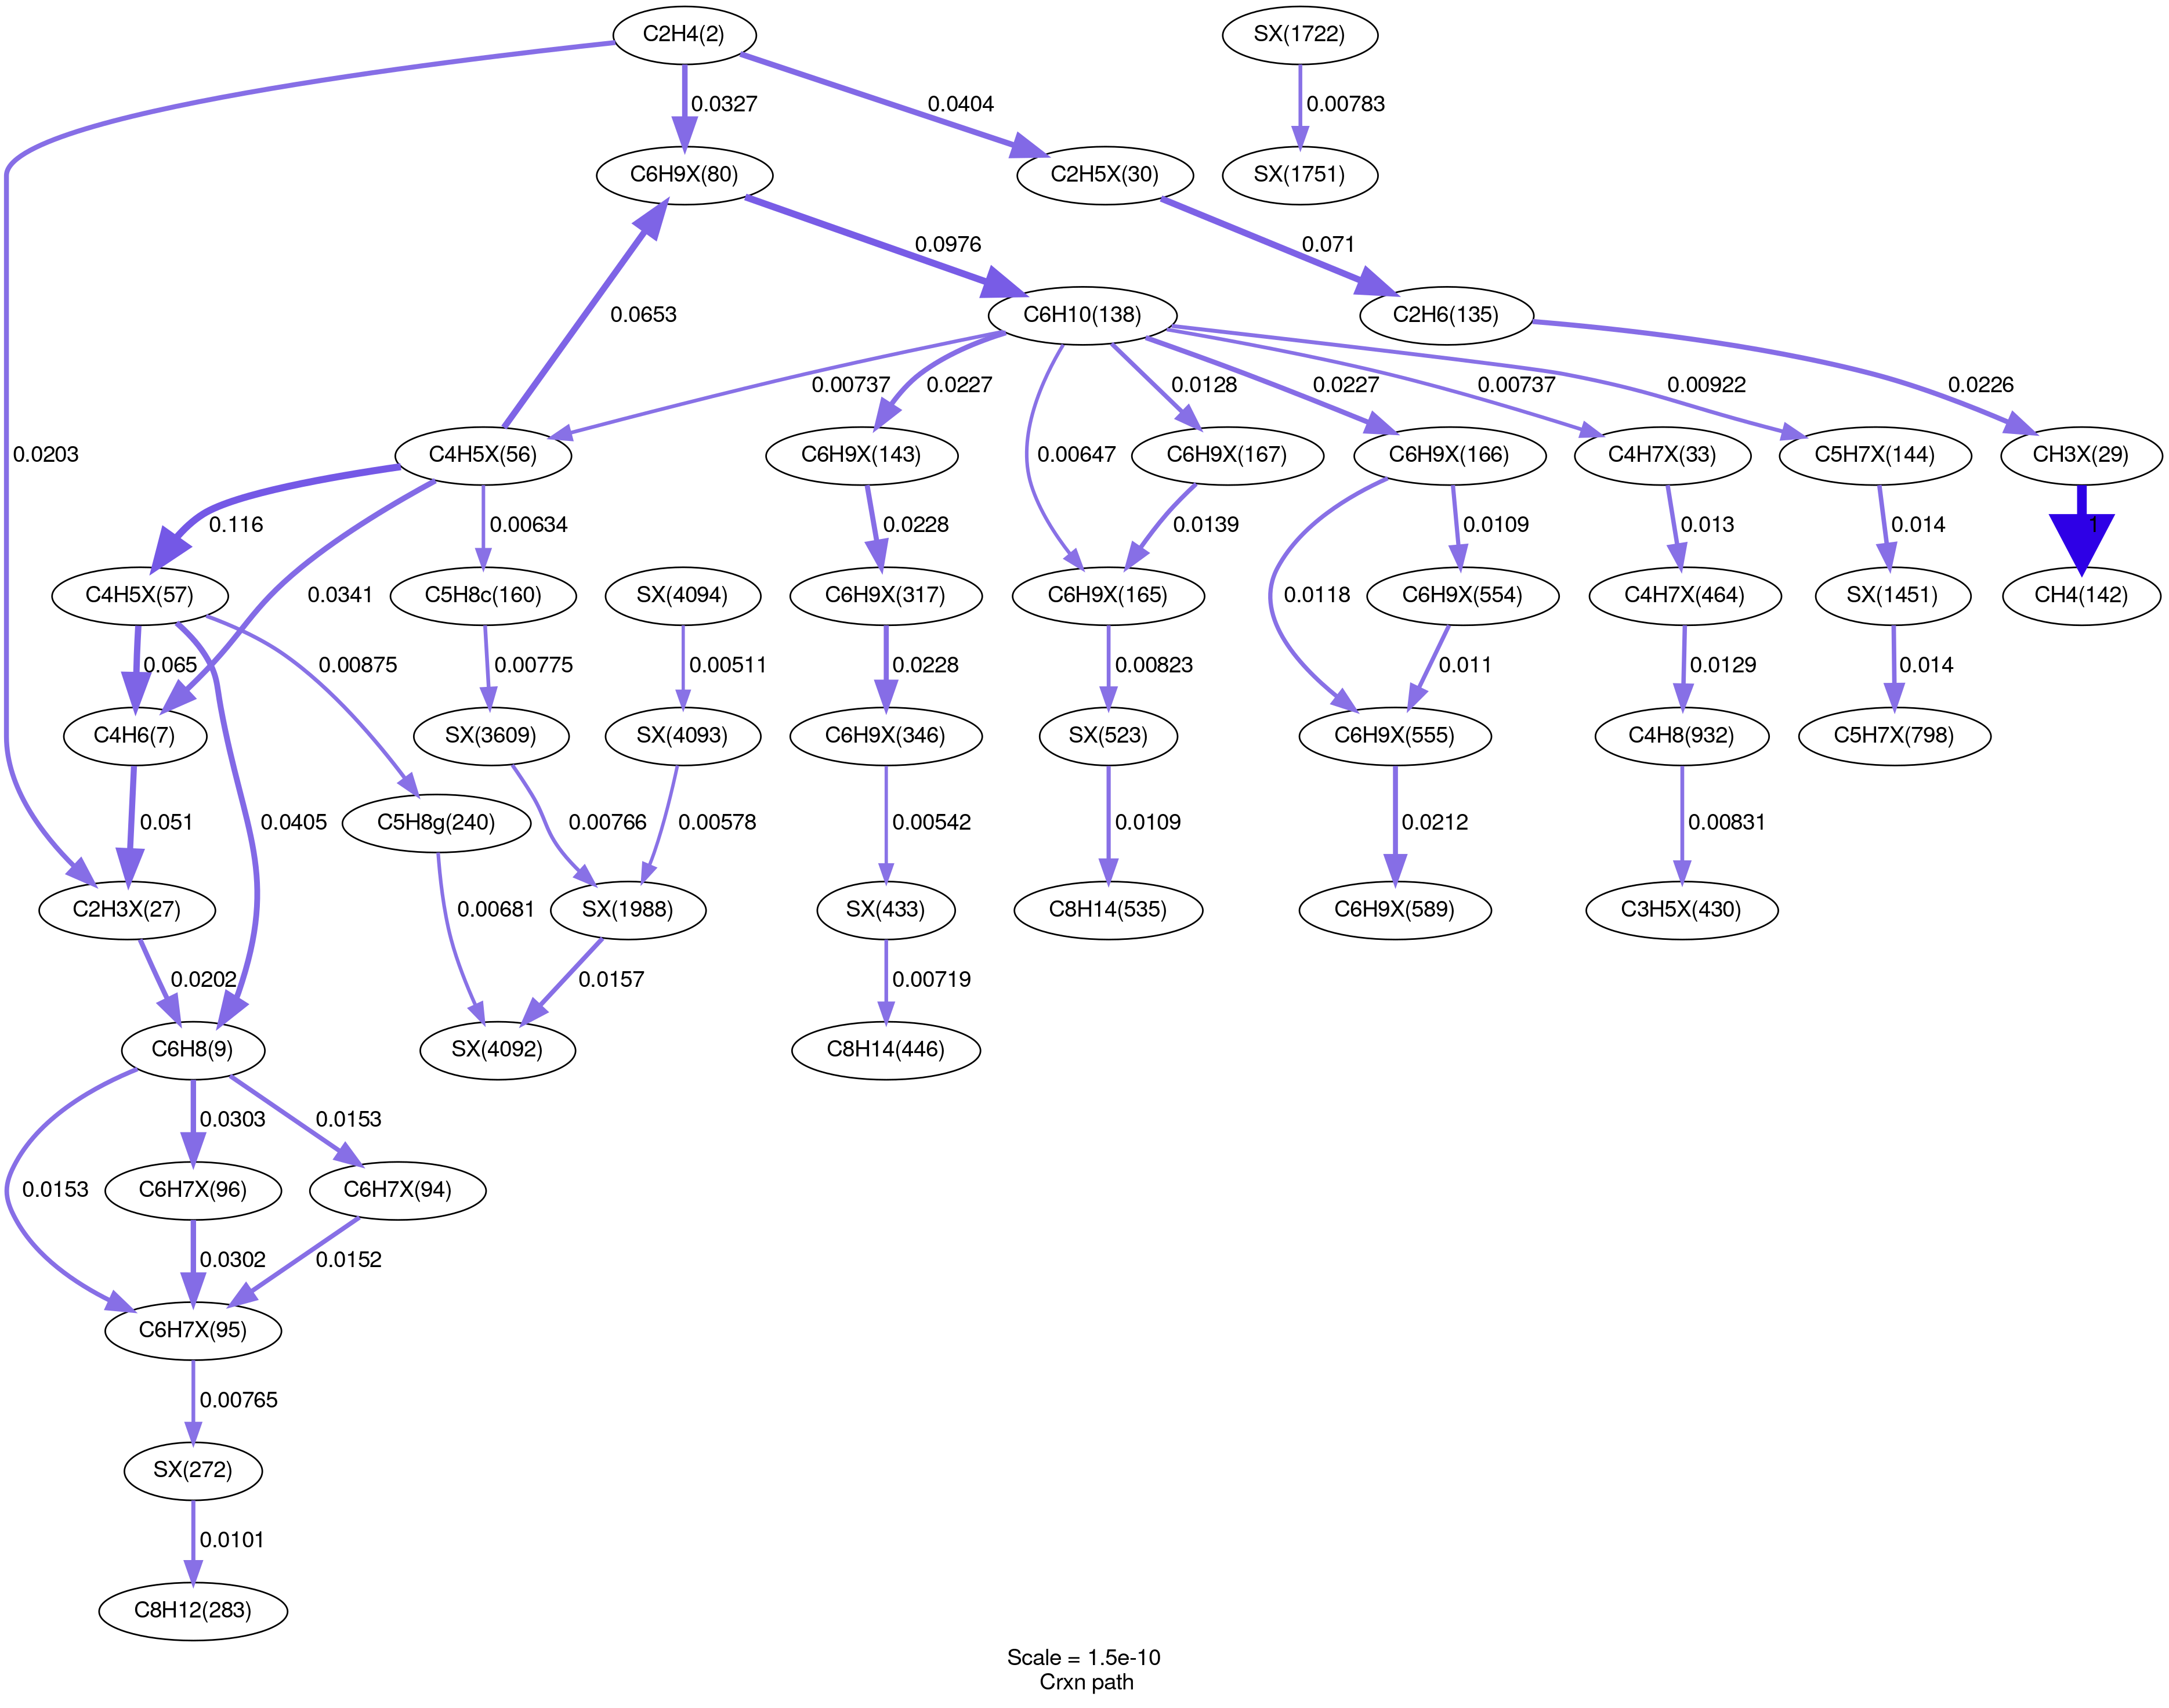 C2H4(2)
SX(1722)
0.0327
0.0404
0.00783
C6H9X(80)
C2H5X(30)
SX(1751)
0.0976
0.071
0.0653
C6H10(138)
C2H6(135)
0.00737
0.0227
0.0128
0.0227
0.00737
0.00922
0.0226
0.0203
0.00647
C4H5X(56)
C6H9X(143)
C6H9X(167)
C6H9X(166)
C4H7X(33)
C5H7X(144)
CH3X(29)
0.116
0.00634
0.0228
0.0139
0.0109
0.013
0.014
1
0.0341
0.0118
C4H5X(57)
C5H8c(160)
SX(4094)
C6H9X(317)
C6H9X(165)
C6H9X(554)
C4H7X(464)
SX(1451)
CH4(142)
0.065
0.00875
0.00775
0.00511
0.0228
0.00823
0.011
0.0129
0.014
C4H6(7)
SX(3609)
SX(4093)
C6H9X(346)
SX(523)
C6H9X(555)
C4H8(932)
C5H7X(798)
0.051
0.0405
C5H8g(240)
0.00766
0.00578
0.00542
0.0109
0.0212
0.00831
C2H3X(27)
0.00681
SX(1988)
SX(433)
C8H14(535)
C6H9X(589)
C3H5X(430)
0.0202
0.0157
0.00719
C6H8(9)
SX(4092)
C8H14(446)
0.0303
0.0153
0.0153
C6H7X(96)
C6H7X(94)
0.0302
0.0152
C6H7X(95)
0.00765
SX(272)
0.0101
C8H12(283)
Scale = 1.5e-10
Crxn path